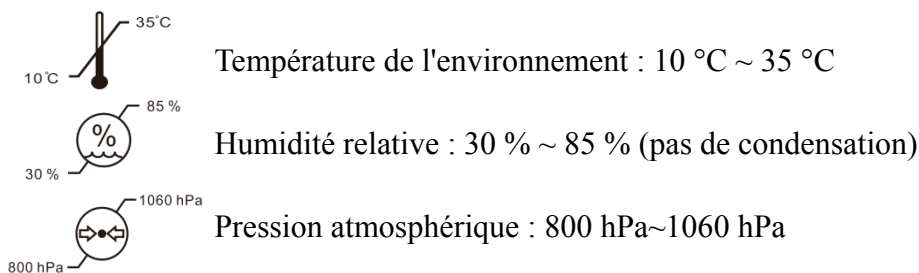 35°C
10°C
Température de l'environnement : 10 °C ~ 35 °C
85 %
%
30 %
Humidité relative : 30 % ~ 85 % (pas de condensation)
1060 hPa
800 hPa
Pression atmosphérique : 800 hPa~1060 hPa